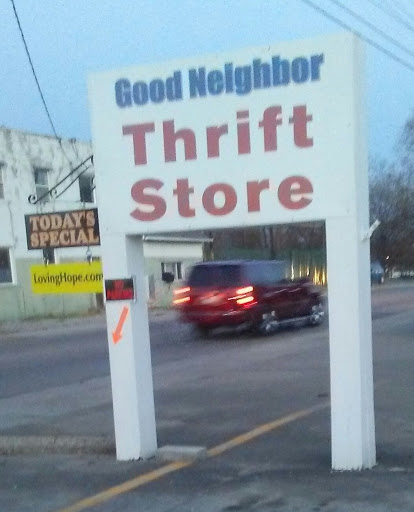 Good Neighbor
Thrift
Store
TODAY'S
SPECIAL
LovingHope.com